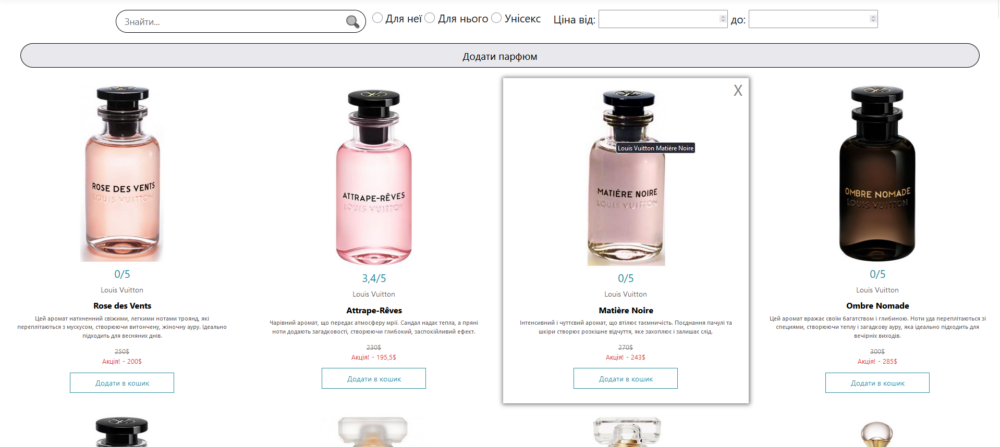 Знайти...
Для неї Для нього Унісекс Ціна від: до:
Додати парфюм
ROSE DES VENTS
LOUIS VUITTON
0/5
Louis Vuitton
Rose des Vents
Цей аромат натхненний свіжими, легкими нотами троянд, які
переплітаються з мускусом, створюючи витончену, жіночну ауру. Ідеально
підходить для весняних днів.
250$
Акція! - 200$
Додати в кошик
ATTRAPE-RÊVES
LOUIS VUITTON
3,4/5
Louis Vuitton
Attrape-Rêves
Чарівний аромат, що передає атмосферу мрії. Сандал надає тепла, а пряні
ноти додають загадковості, створюючи глибокий, заспокійливий ефект.
230$
Акція! - 195,5$
Додати в кошик
X
Louis Vuitton Matière Noire
MATIÈRE NOIRE
LOUIS VUITTON
0/5
Louis Vuitton
Matière Noire
Інтенсивний і чуттєвий аромат, що втілює таємничість. Поєднання пачулі та
шкіри створює розкішне відчуття, яке захоплює і залишає слід.
270$
Акція! - 243$
Додати в кошик
OMBRE NOMADE
LOUIS VUITTON
0/5
Louis Vuitton
Ombre Nomade
Цей аромат вражає своїм багатством і глибиною. Ноти уда переплітаються зі
специями, створюючи теплу і загадкову ауру, яка ідеально підходить для
вечірніх виходів.
300$
Акція! - 285$
Додати в кошик